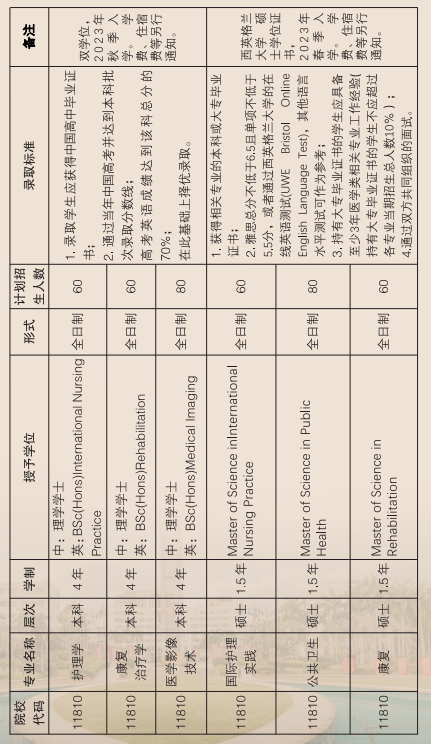 院校
代码
专业名称
层次
学制
授予学位
形式
计划招
生人数
录取标准
备注
11810
护理学
本科
4 年
中：理学学士
英：BSc(Hons)International Nursing
Practice
全日制
60
11810
康复
治疗学
本科
4 年
中：理学学士
英：BSc(Hons)Rehabilitation
全日制
60
11810
医学影像
技术
本科
4 年
中：理学学士
英：BSc(Hons)Medical Imaging
全日制
80
1. 录取学生应获得中国高中毕业证
书；
2. 通过当年中国高考并达到本科批
次录取分数线；
高考英语成绩达到该科总分的
70%；
在此基础上择优录取。
双学位，
2023年
秋季入
学。学
费、住宿
费等另行
通知。
11810
国际护理
实践
硕士
1.5 年
Master of Science inInternational
Nursing Practice
全日制
60
11810
公共卫生
硕士
1.5 年
Master of Science in Public
Health
全日制
80
11810
康复
硕士
1.5 年
Master of Science in
Rehabilitation
全日制
60
1. 获得相关专业的本科或大专毕业
证书；
2. 雅思总分不低于6.5且单项不低于
5.5分，或者通过西英格兰大学的在
线英语测试(UWE Bristol Online
English Language Test)，其他语言
水平测试可作为参考；
3. 持有大专毕业证书的学生应具备
至少3年医学类相关专业工作经验(
持有大专毕业证书的学生不应超过
各专业当期招生总人数10%）;
4.通过双方共同组织的面试。
西英格兰
大学 硕
士学位证
书，
2023年
春季入
学。学
费、住宿
费等另行
通知。